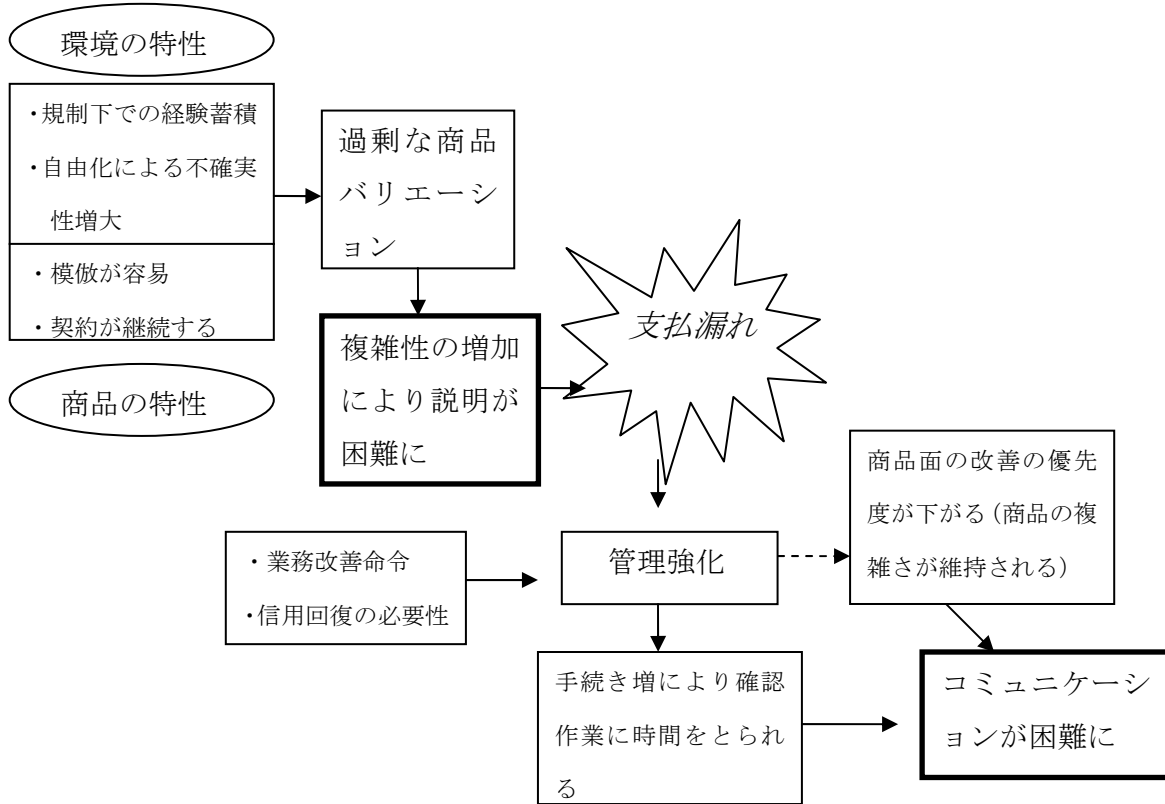 環境の特性
・規制下での経験蓄積
・自由化による不確実
性増大
・模倣が容易
・契約が継続する
商品の特性
過剰な商品
バリエーシ
ョン
複雑性の増加
により説明が
困難に
支払漏れ
・業務改善命令
・信用回復の必要性
管理強化
商品面の改善の優先
度が下がる(商品の複
雑さが維持される)
手続き増により確認
作業に時間をとられ
る
コミュニケーシ
ョンが困難に